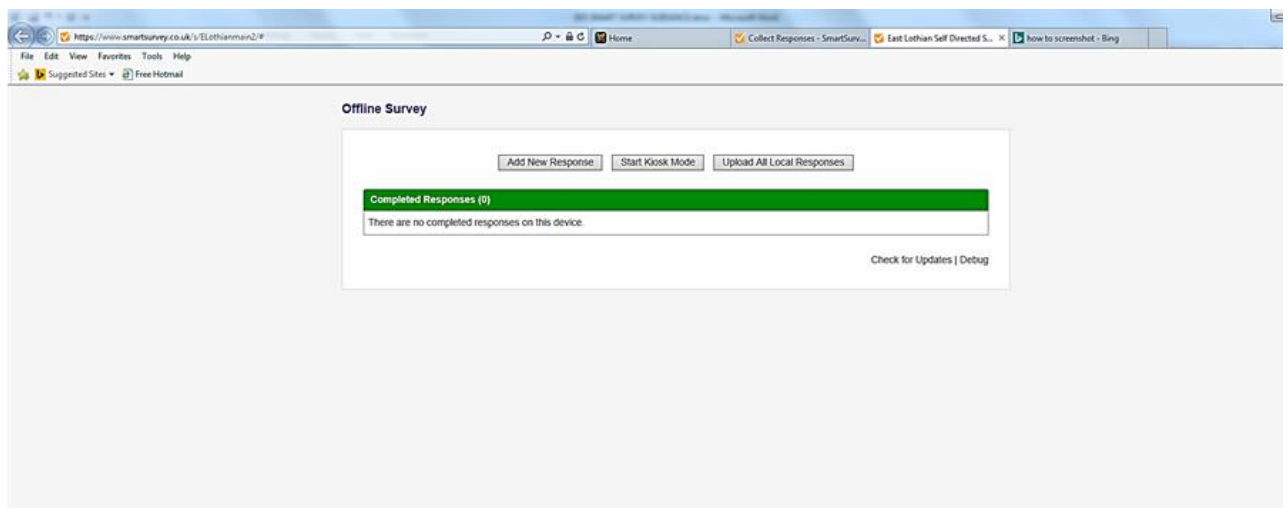 https://www.smartsurvey.co.uk/s/ELothianmain2/#
Home
Collect Responses - SmartSurv...
East Lothian Self Directed S...
how to screenshot - Bing
File Edit View Favorites Tools Help
Suggested Sites
Free Hotmail
Offline Survey
Add New Response
Start Kiosk Mode
Upload All Local Responses
Completed Responses (0)
There are no completed responses on this device.
Check for Updates | Debug